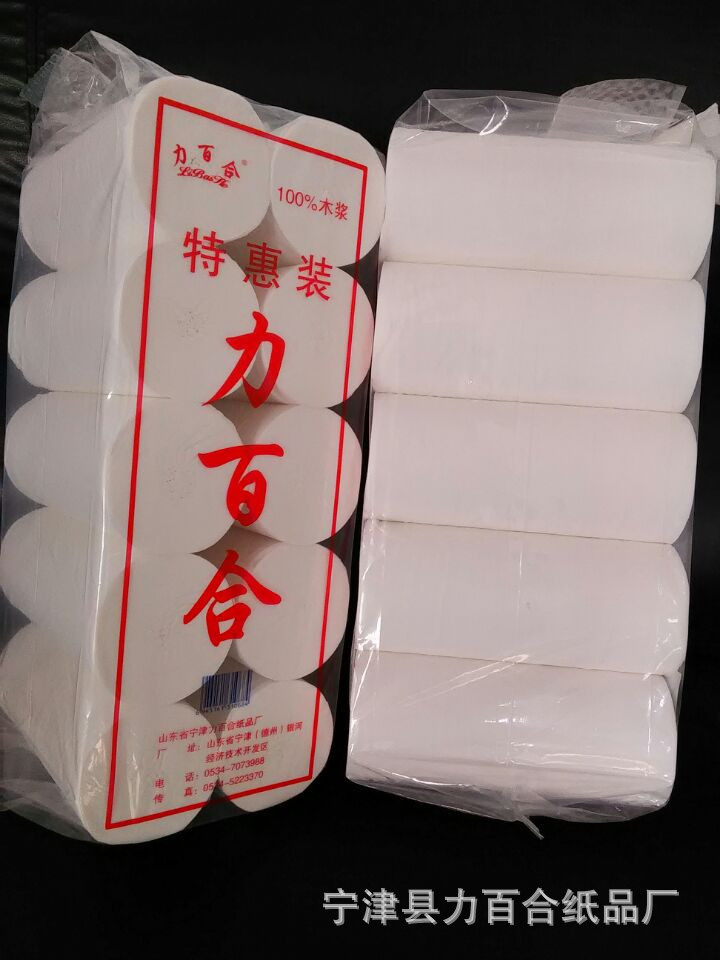 力百合®
LiBaiHe
100%木浆
特惠装
力百合
山东省宁津力百合纸品厂
厂 址:山东省宁津(德州)银河
经济技术开发区
电 话:0534-7073988
传 真:0534-5223370
宁津县力百合纸品厂